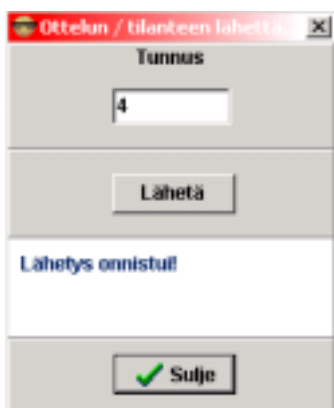 Ottelun / tilanteen lähettä...
Tunnus
4
Lähetä
Lähetys onnistui!
Sulje